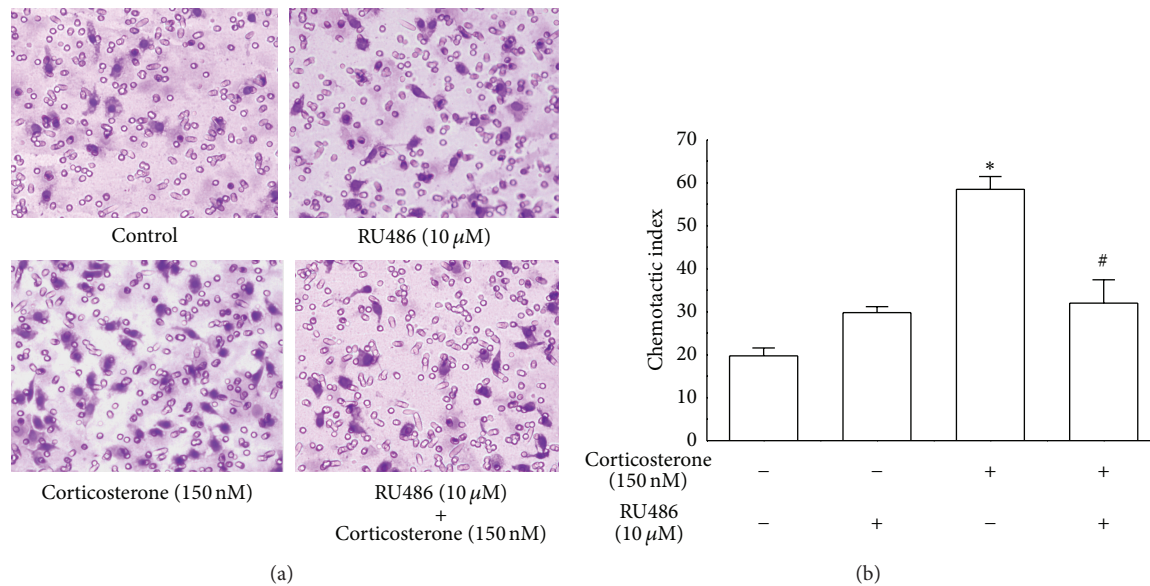 Control
RU486 (10 μM)
Corticosterone (150 nM)
RU486 (10 μM)
+
Corticosterone (150 nM)
(a)
70
60
50
40
30
20
10
0
Chemotactic index
*
#
Corticosterone
(150 nM)
− − + +
RU486
(10 μM)
− + − +
(b)